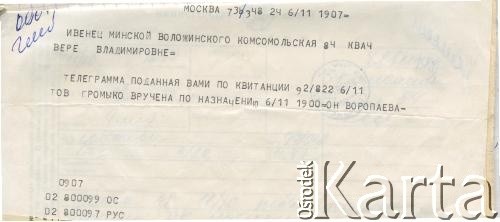 МОСКВА 73/3 48 24 6/11 1907=
ИВЕНЕЦ МИНСКОЙ ВОЛОЖИНСКОГО КОМСОМОЛЬСКАЯ 84 КВАЧ
ВЕРЕ ВЛАДИМИРОВНЕ=
ТЕЛЕГРАММА ПОДАННАЯ ВАМИ ПО КВИТАНЦИИ 92/822 6/11
ТОВ ГРОМЫКО ВРУЧЕНА ПО НАЗНАЦЕНИЮ 6/11 1900=ОН ВОРОПАЕВА-
0907
02 800099 ОС
02 800097 РУС
Ośrodek
Karta